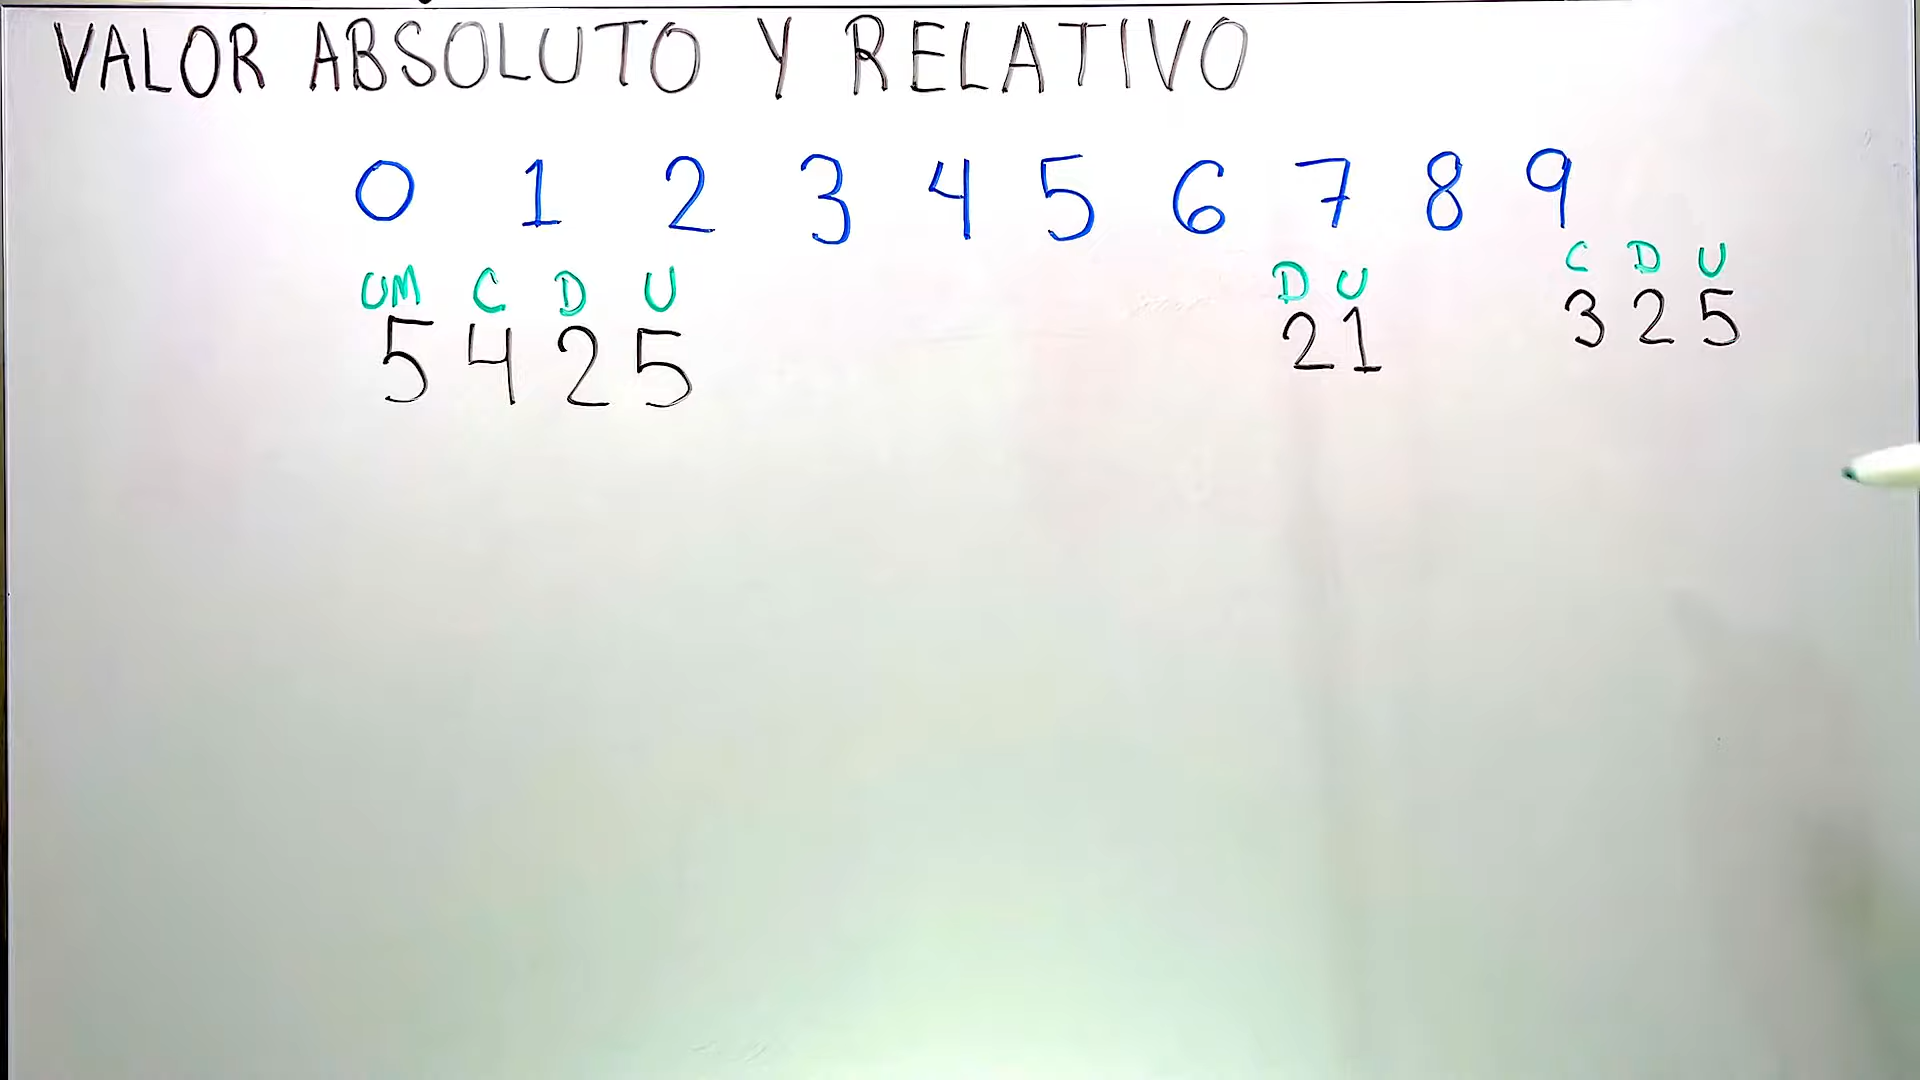 VALOR ABSOLUTO Y RELATIVO
0 1 2 3 4 5 6 7 8 9
UM C D U
5 4 2 5
D U
2 1
C D U
3 2 5